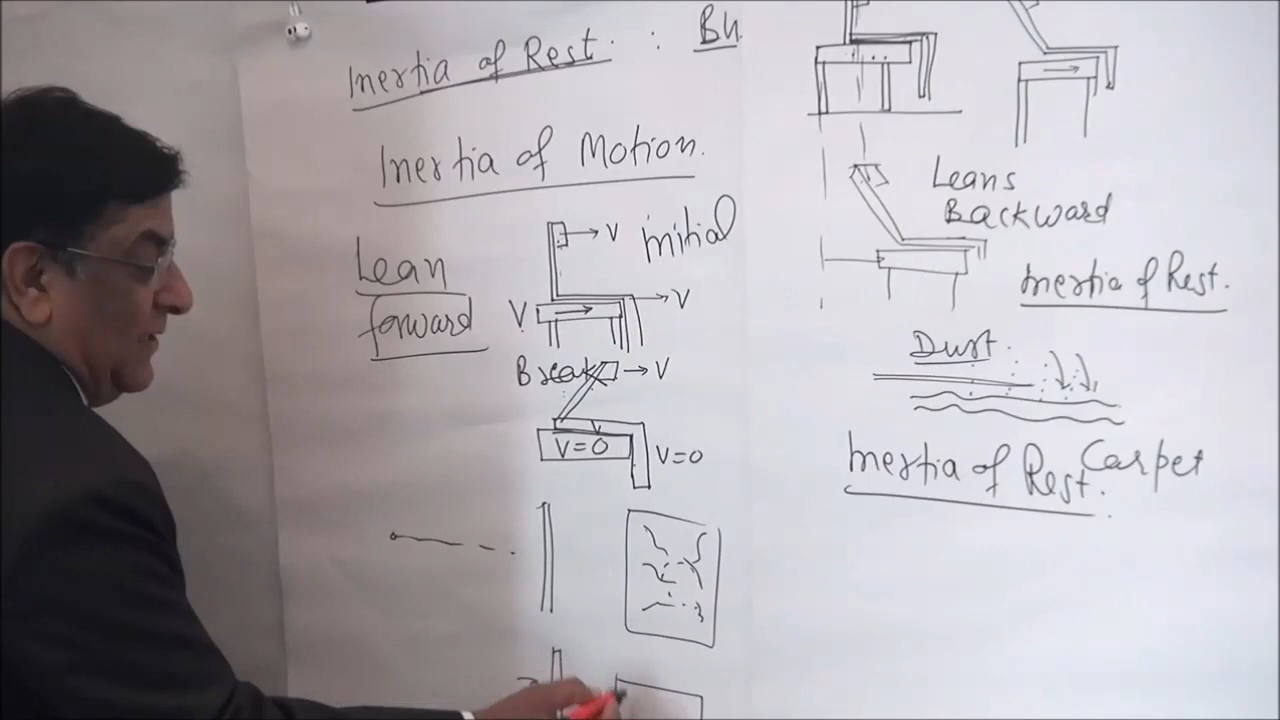 Inertia of Rest. : Bu
Inertia of Motion.
Lean
forward
V
initial
V
V
Break
V
V=0
V=0
Leans
Backward
Inertia of Rest.
Dust.
Carpet
Inertia of Rest.